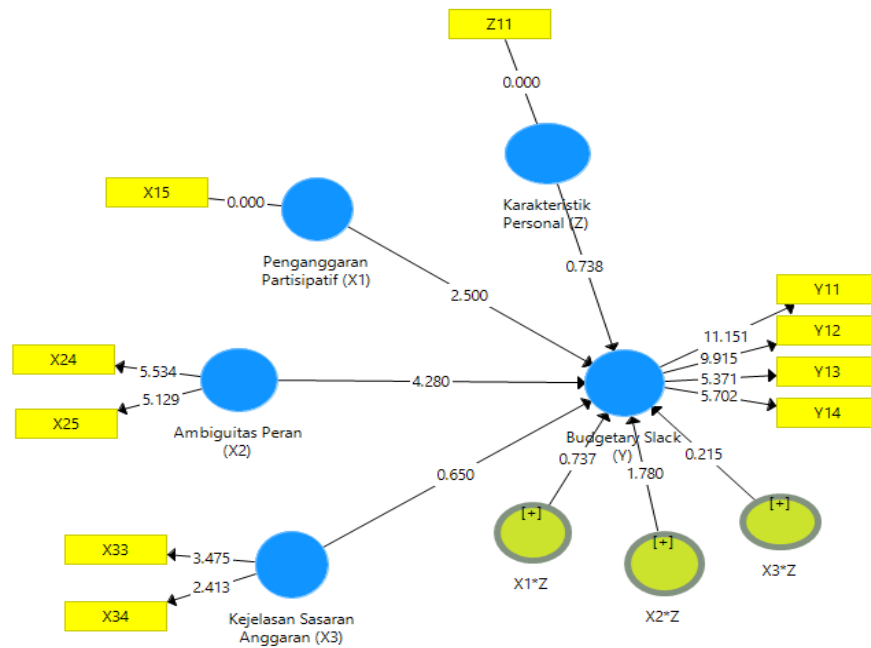 Z11
0.000
Karakteristik
Personal (Z)
X15
0.000
Penganggaran
Partisipatif (X1)
0.738
2.500
Y11
Y12
Y13
Y14
11.151
9.915
5.371
5.702
X24
X25
5.534
5.129
4.280
Ambiguitas Peran
(X2)
Budgetary Slack
(Y)
0.650
0.737
1.780
0.215
X33
X34
3.475
2.413
Kejelasan Sasaran
Anggaran (X3)
[+]
X1*Z
[+]
X2*Z
[+]
X3*Z